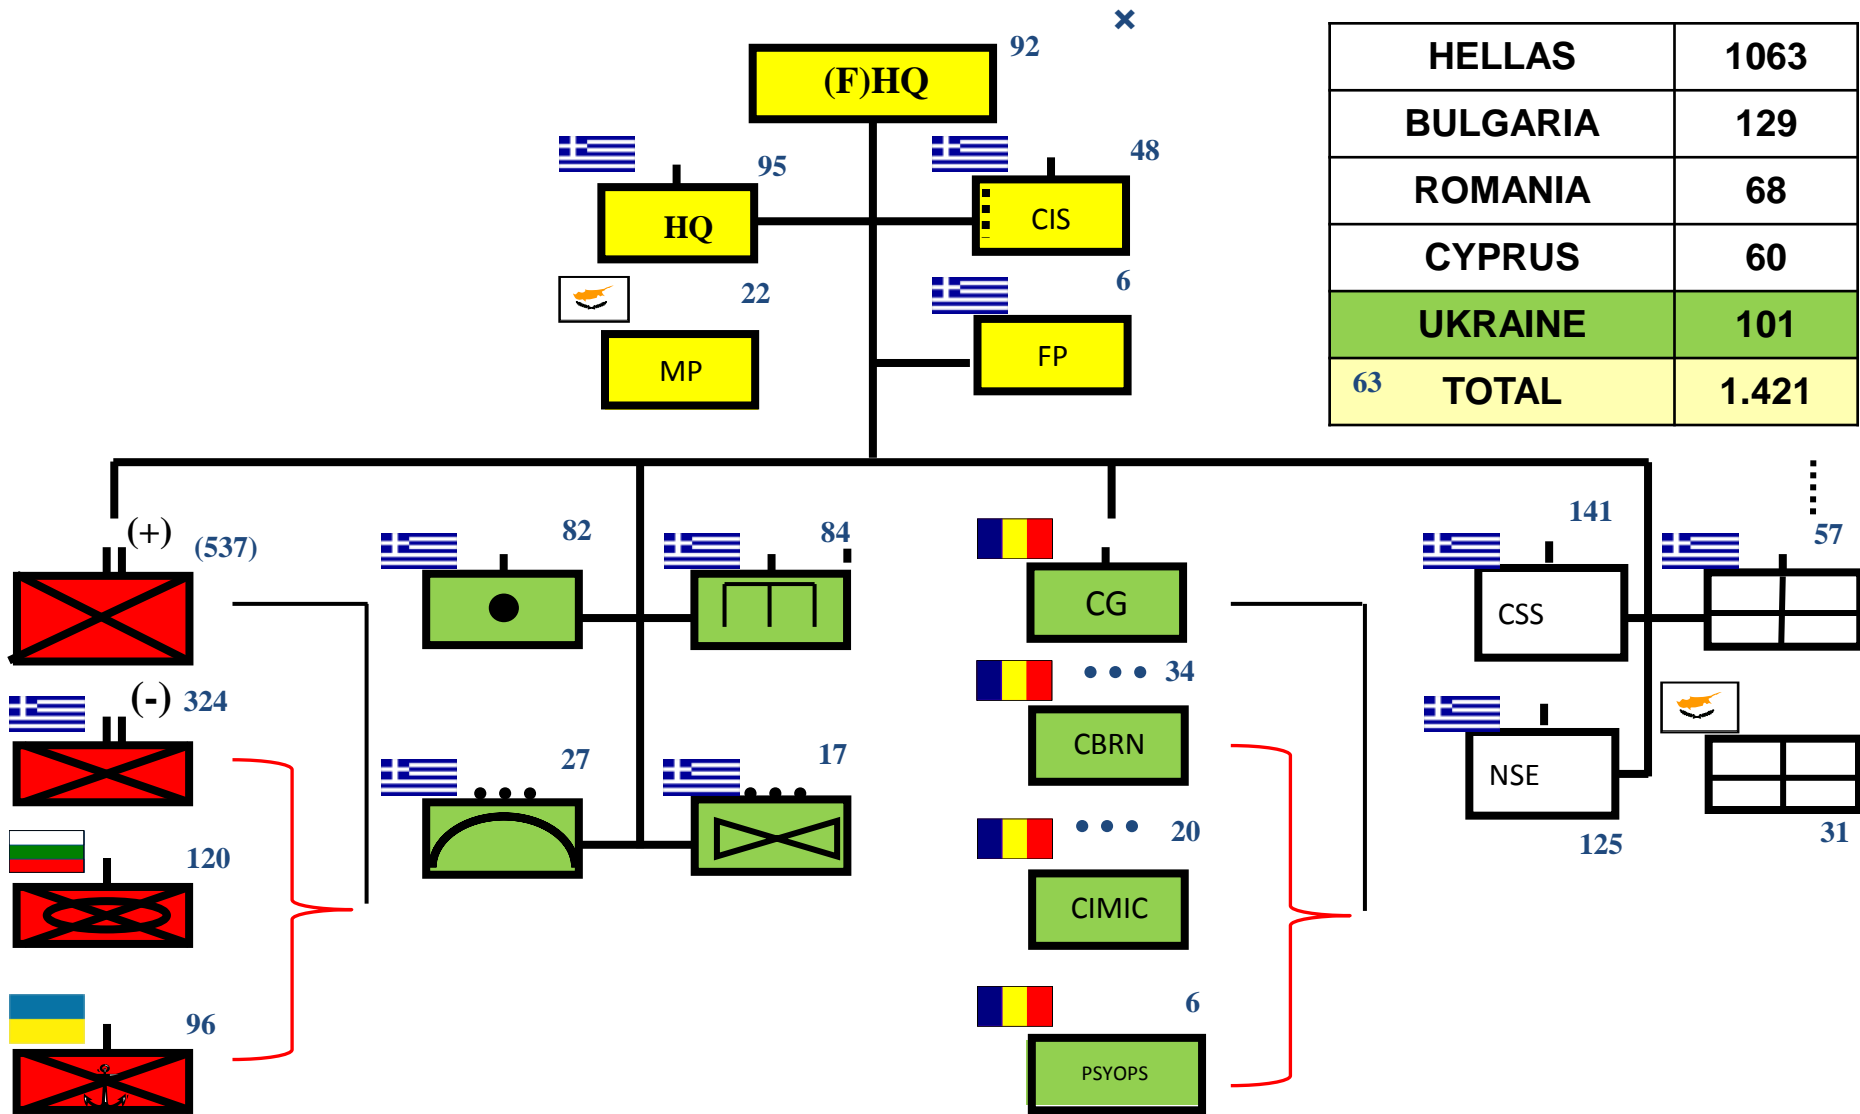 92
(F)HQ
95
48
HQ
CIS
22
6
MP
FP
HELLAS 1063
BULGARIA 129
ROMANIA 68
CYPRUS 60
UKRAINE 101
63 TOTAL 1.421
(+) (537)
(-) 324
120
96
82
84
27
17
CG
34
CBRN
20
CIMIC
6
PSYOPS
141
57
CSS
NSE
125
31